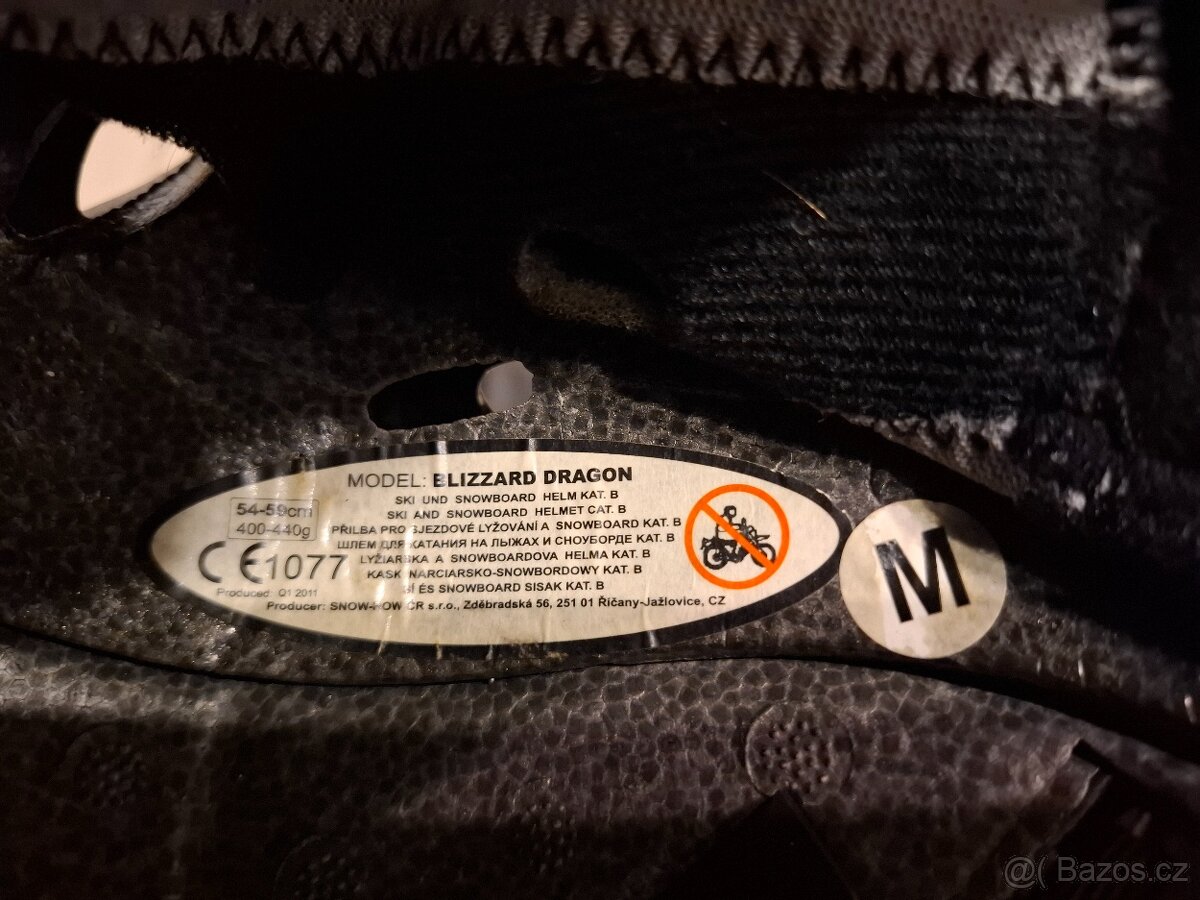 MODEL: BLIZZARD DRAGON
SKI UND SNOWBOARD HELM KAT. B
54-59cm
SKI AND SNOWBOARD HELMET CAT. B
400-440g
PŘILBA PRO SJEZDOVÉ LYŽOVÁNÍ A SNOWBOARD KAT. B
ШЛЕМ ДЛЯ КАТАНИЯ НА ЛЫЖАХ И СНОУБОРДЕ КАТ. B
CE1077
LYŽIARSKA A SNOWBOARDOVA HELMA KAT. B
KASK NARCIARSKO-SNOWBORDOWY KAT. B
SÍ ÉS SNOWBOARD SISAK KAT. B
Produced: Q1 2011
Producer: SNOW-HOW ČR s.r.o., Zděbradská 56, 251 01 Říčany-Jažlovice, CZ
M
@( Bazos.cz